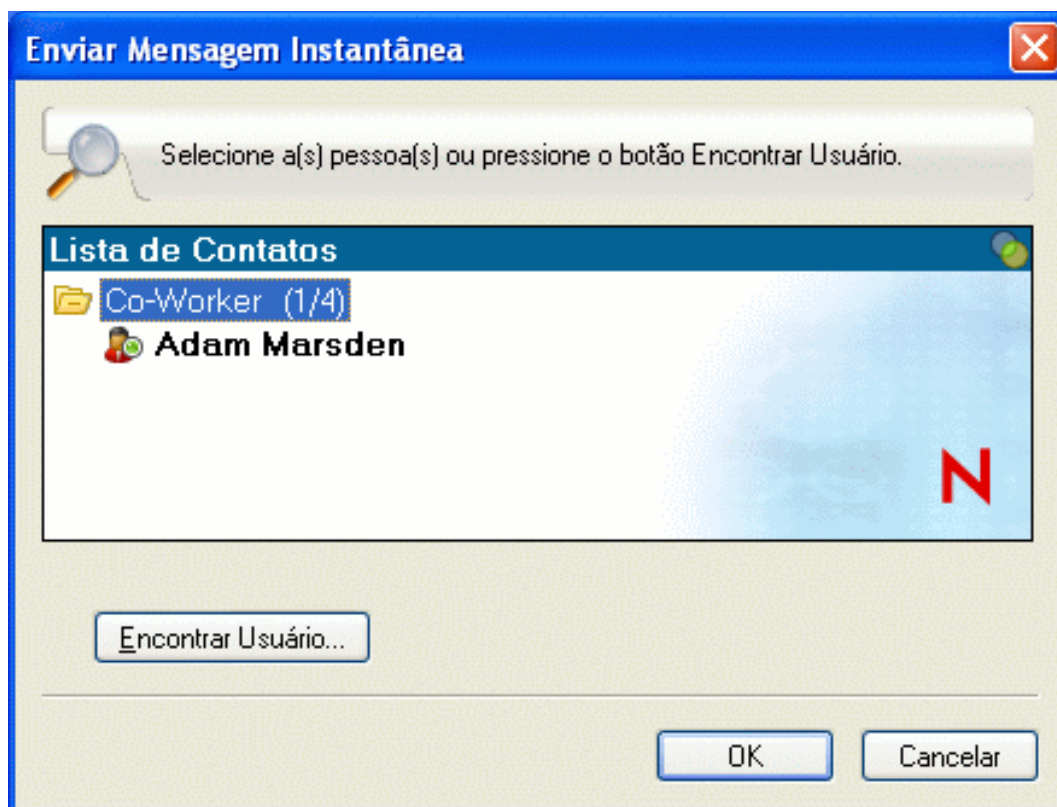 Enviar Mensagem Instantânea
Selecione a(s) pessoa(s) ou pressione o botão Encontrar Usuário.
Lista de Contatos
Co-Worker (1/4)
Adam Marsden
N
Encontrar Usuário...
OK
Cancelar